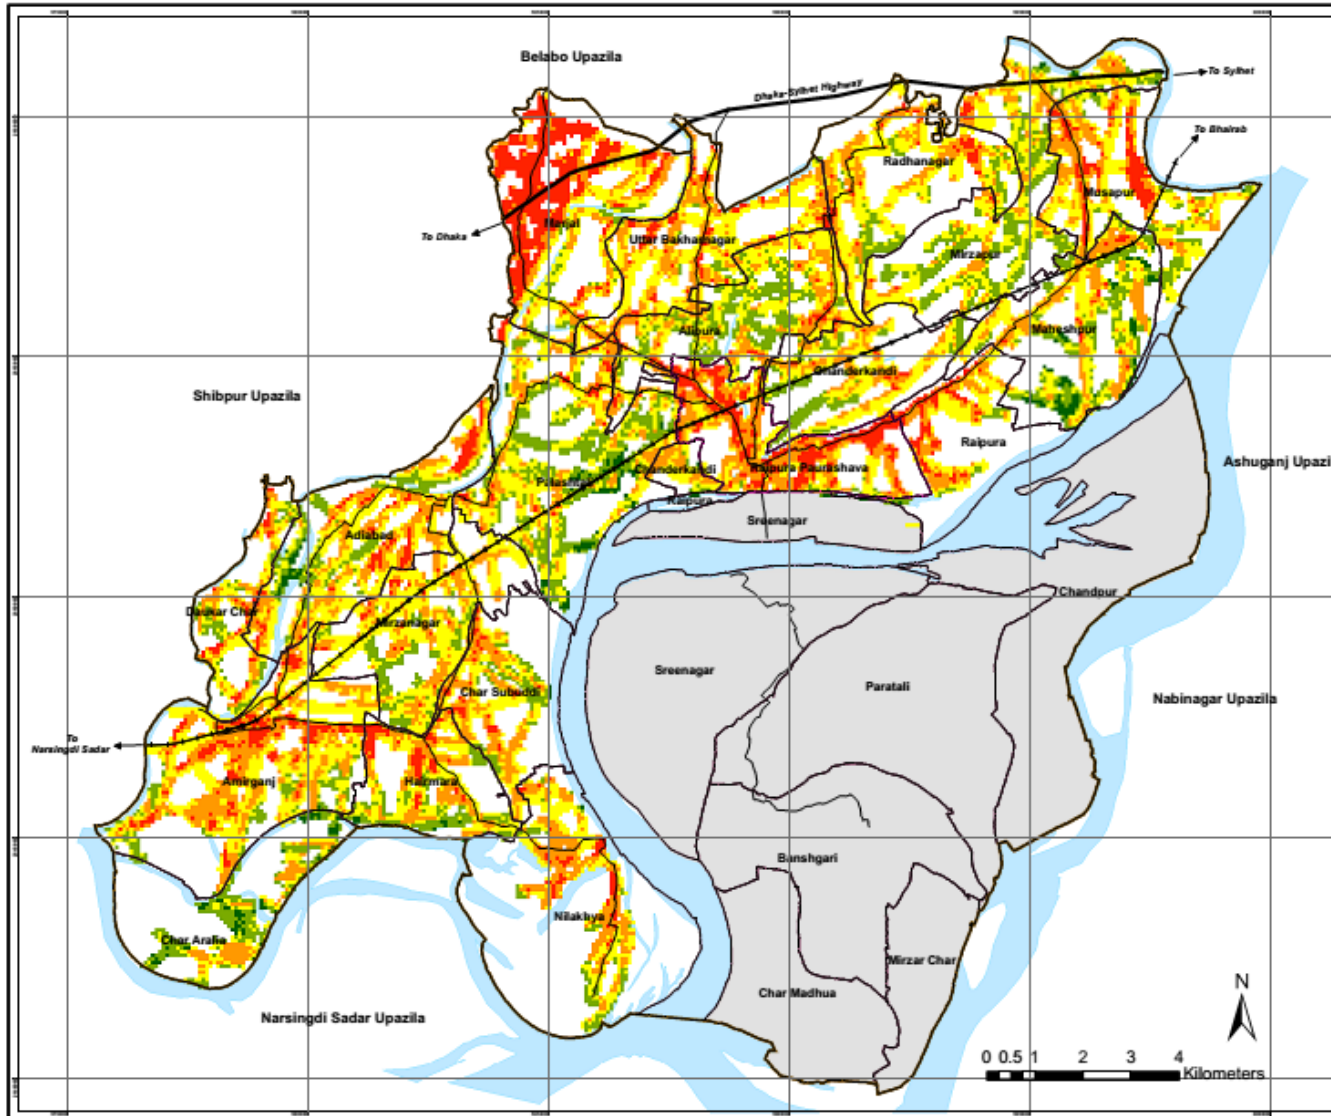 Belabo Upazila
To Sylhet
Dhaka-Sylhet Highway
To Bhairab
Radhanagar
Musapur
Marjal
To Dhaka
Uttar Bakharnagar
Mirzapur
Alipura
Maheshpur
Chanderkandi
Shibpur Upazila
Raipura
Ashuganj Upazi
Chanderkandi
Raipura Paurashava
Palashtali
Raipura
Sreenagar
Adiabad
Chandpur
Daukar Char
Mirzanagar
Sreenagar
Paratali
Char Subuddi
Nabinagar Upazila
To
Narsingdi Sadar
Amirganj
Hairmara
Banshgari
Nilakhya
Char Aralia
Mirzar Char
Char Madhua
Narsingdi Sadar Upazila
N
0 0.5 1 2 3 4
Kilometers